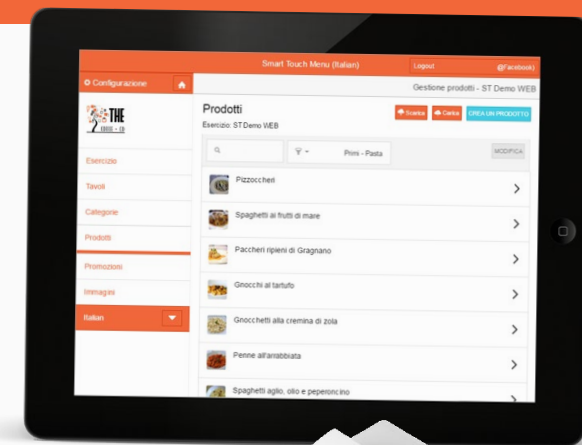 Smart Touch Menu (Italian)
Logout
@Facebook)
Configurazione
Gestione prodotti - ST Demo WEB
THE
Prodotti
Esercizio: ST Demo WEB
Scarica
Carica
CREA UN PRODOTTO
Primi - Pasta
MODIFICA
Esercizio
Tavoli
Categorie
Prodotti
Promozioni
Immagini
Italian
Pizzoccheri
Spaghetti ai frutti di mare
Paccheri ripieni di Gragnano
Gnocchi al tartufo
Gnocchetti alla cremina di zola
Penne all'arrabbiata
Spaghetti aglio, olio e peperoncino